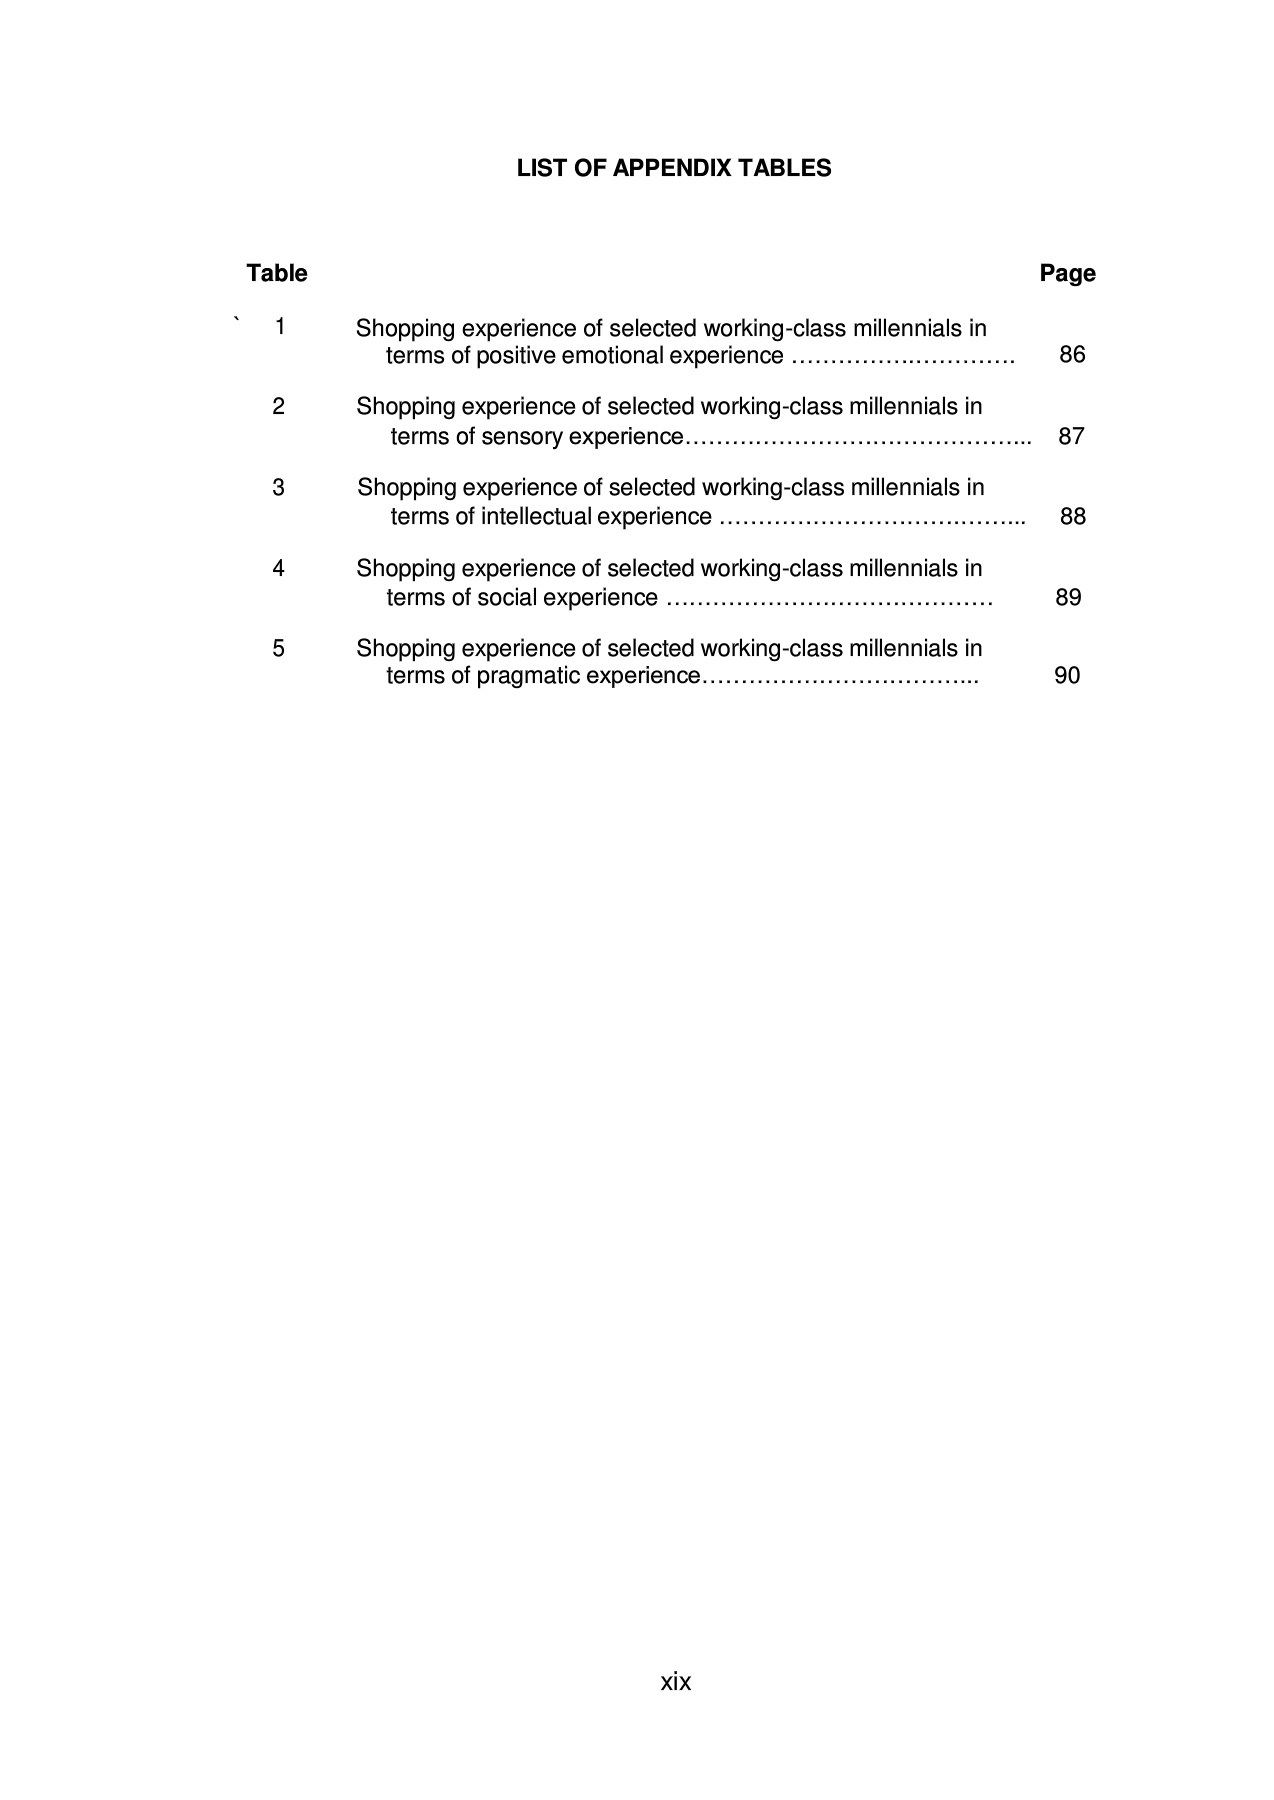 LIST OF APPENDIX TABLES
Table Page
` 1 Shopping experience of selected working-class millennials in
terms of positive emotional experience …………….…………. 86
2 Shopping experience of selected working-class millennials in
terms of sensory experience…………………………………... 87
3 Shopping experience of selected working-class millennials in
terms of intellectual experience ……………………….……... 88
4 Shopping experience of selected working-class millennials in
terms of social experience …………………………………… 89
5 Shopping experience of selected working-class millennials in
terms of pragmatic experience……………………………... 90
xix